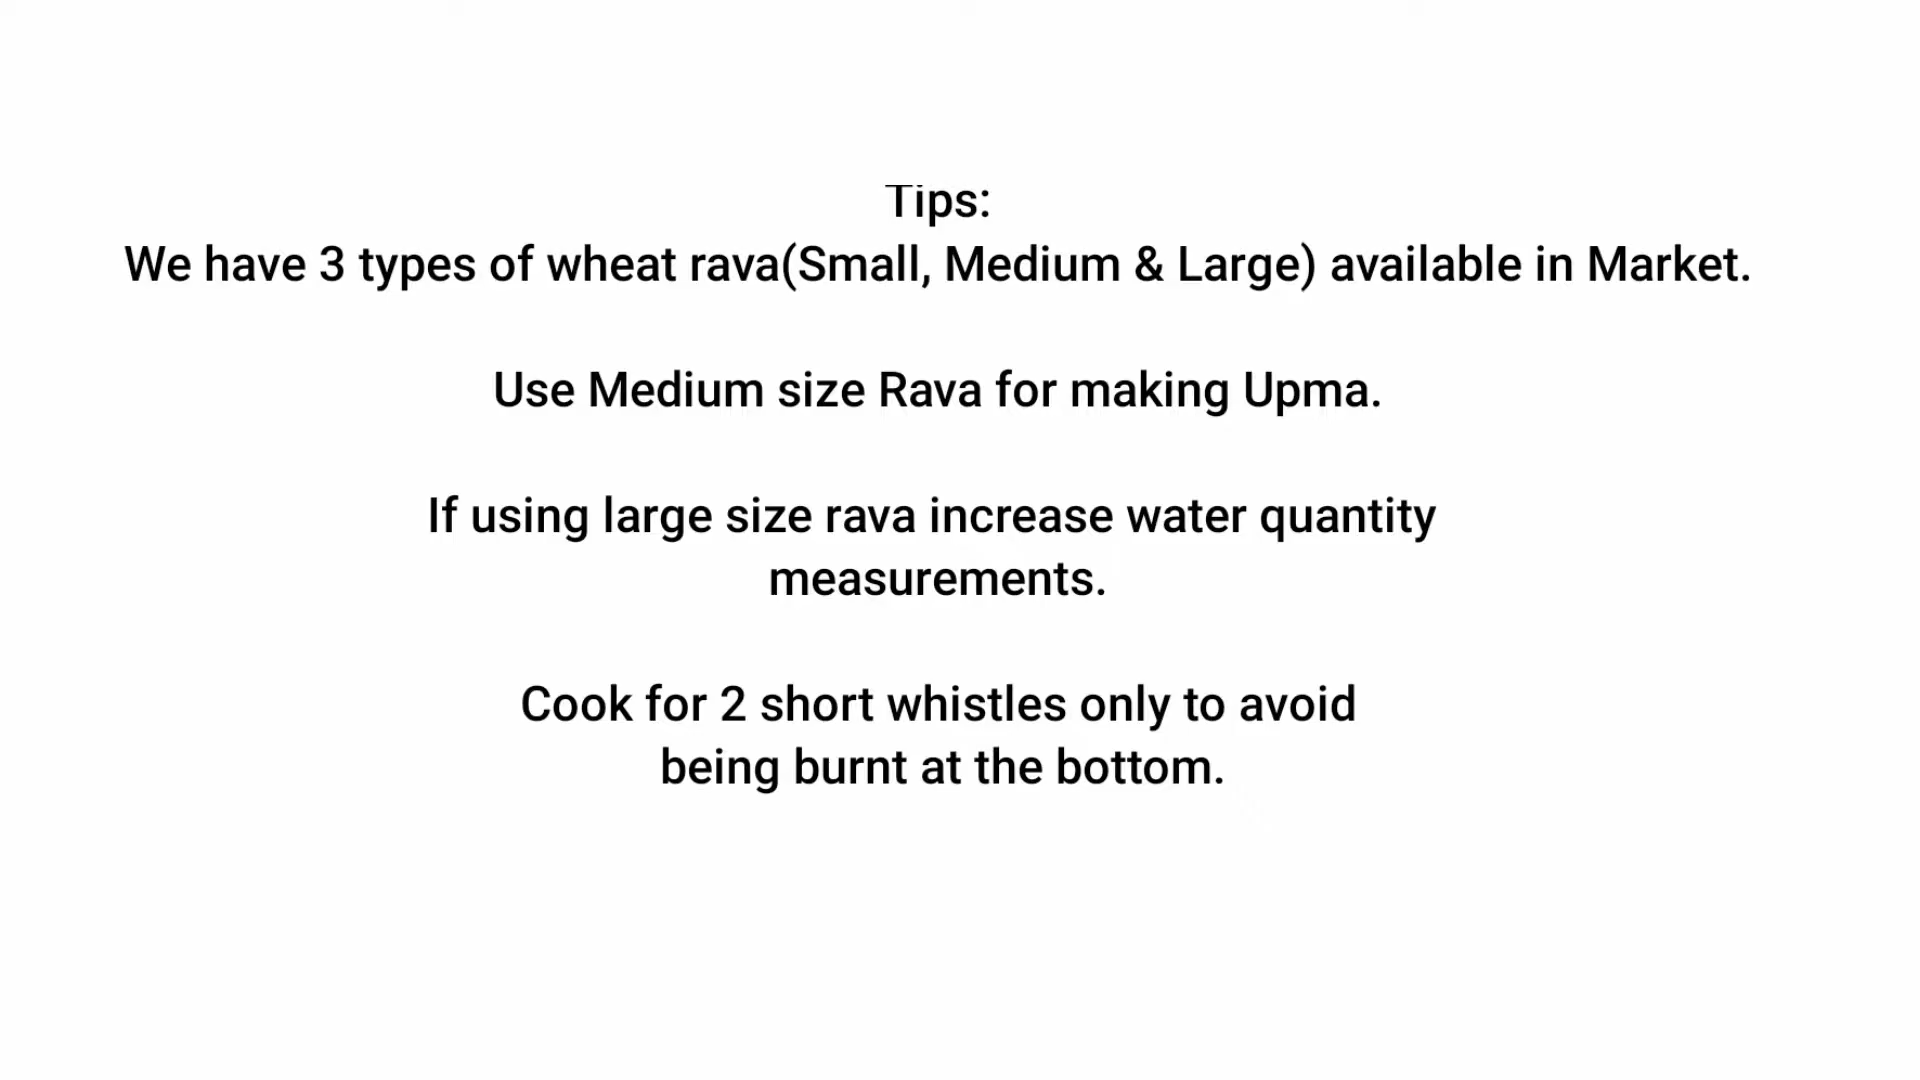 Tips:
We have 3 types of wheat rava(Small, Medium & Large) available in Market.
Use Medium size Rava for making Upma.
If using large size rava increase water quantity
measurements.
Cook for 2 short whistles only to avoid
being burnt at the bottom.